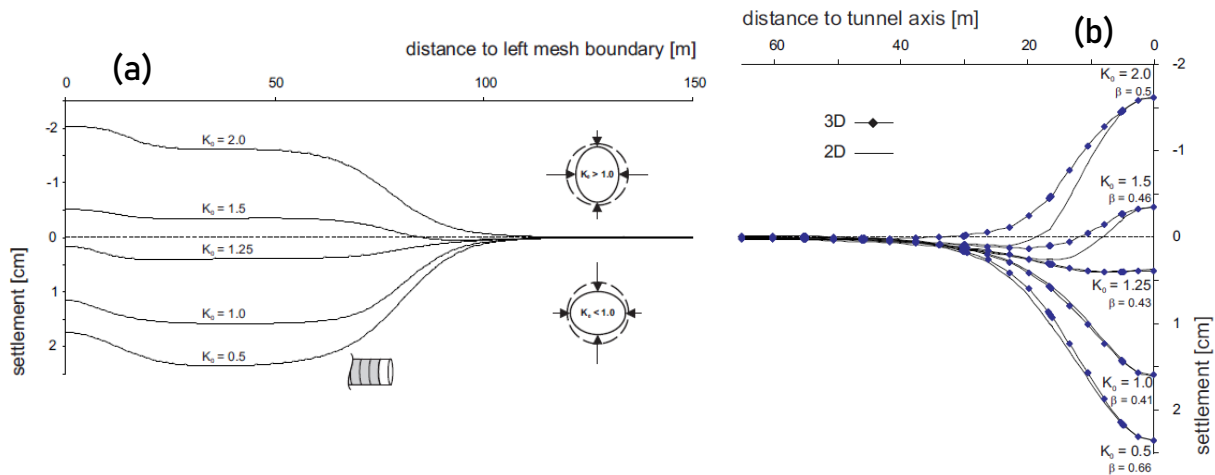 (a)
distance to left mesh boundary [m]
0 50 100 150
settlement [cm]
-2
-1
0
1
2
K₀ = 2.0
K₀ = 1.5
K₀ = 1.25
K₀ = 1.0
K₀ = 0.5
K₀ > 1.0
K₀ < 1.0
distance to tunnel axis [m]
(b)
60 40 20 0
3D
2D
-2
-1
0
1
2
settlement [cm]
K₀ = 2.0
β = 0.5
K₀ = 1.5
β = 0.46
K₀ = 1.25
β = 0.43
K₀ = 1.0
β = 0.41
K₀ = 0.5
β = 0.66